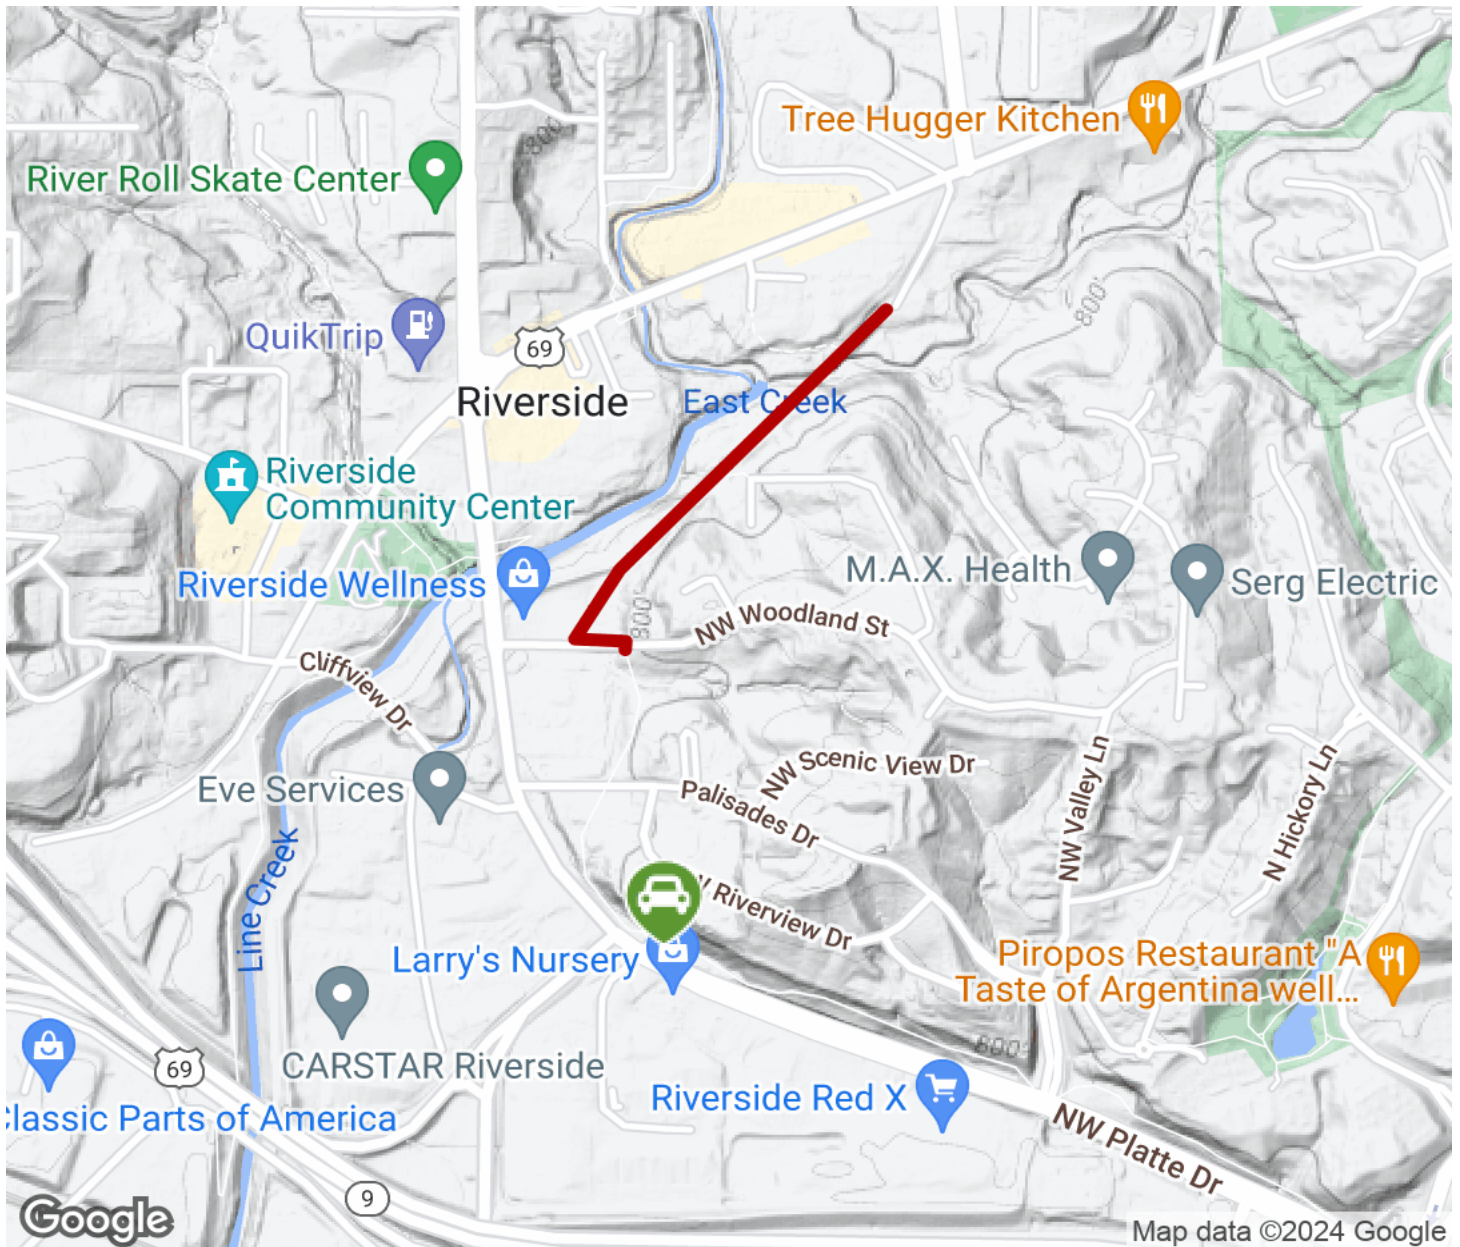 800'
Tree Hugger Kitchen
River Roll Skate Center
800'
QuikTrip
69
Riverside
East Creek
Riverside
Community Center
M.A.X. Health
Serg Electric
Riverside Wellness
800'
NW Woodland St
Cliffview Dr
NW Scenic View Dr
NW Valley Ln
N Hickory Ln
Eve Services
Palisades Dr
Line Creek
Riverview Dr
Larry's Nursery
Piropos Restaurant "A
Taste of Argentina well...
800'
69
CARSTAR Riverside
Classic Parts of America
Riverside Red X
NW Platte Dr
9
Google
Map data ©2024 Google